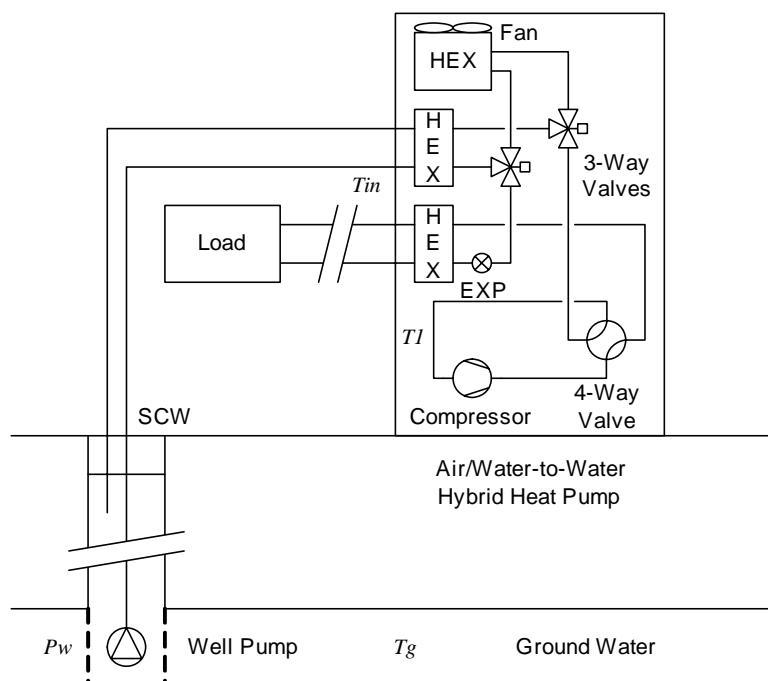 Fan
HEX
H
E
X
3-Way
Valves
Tin
Load
H
E
X
EXP
T1
Compressor
4-Way
Valve
SCW
Air/Water-to-Water
Hybrid Heat Pump
Pw
Well Pump
Tg
Ground Water